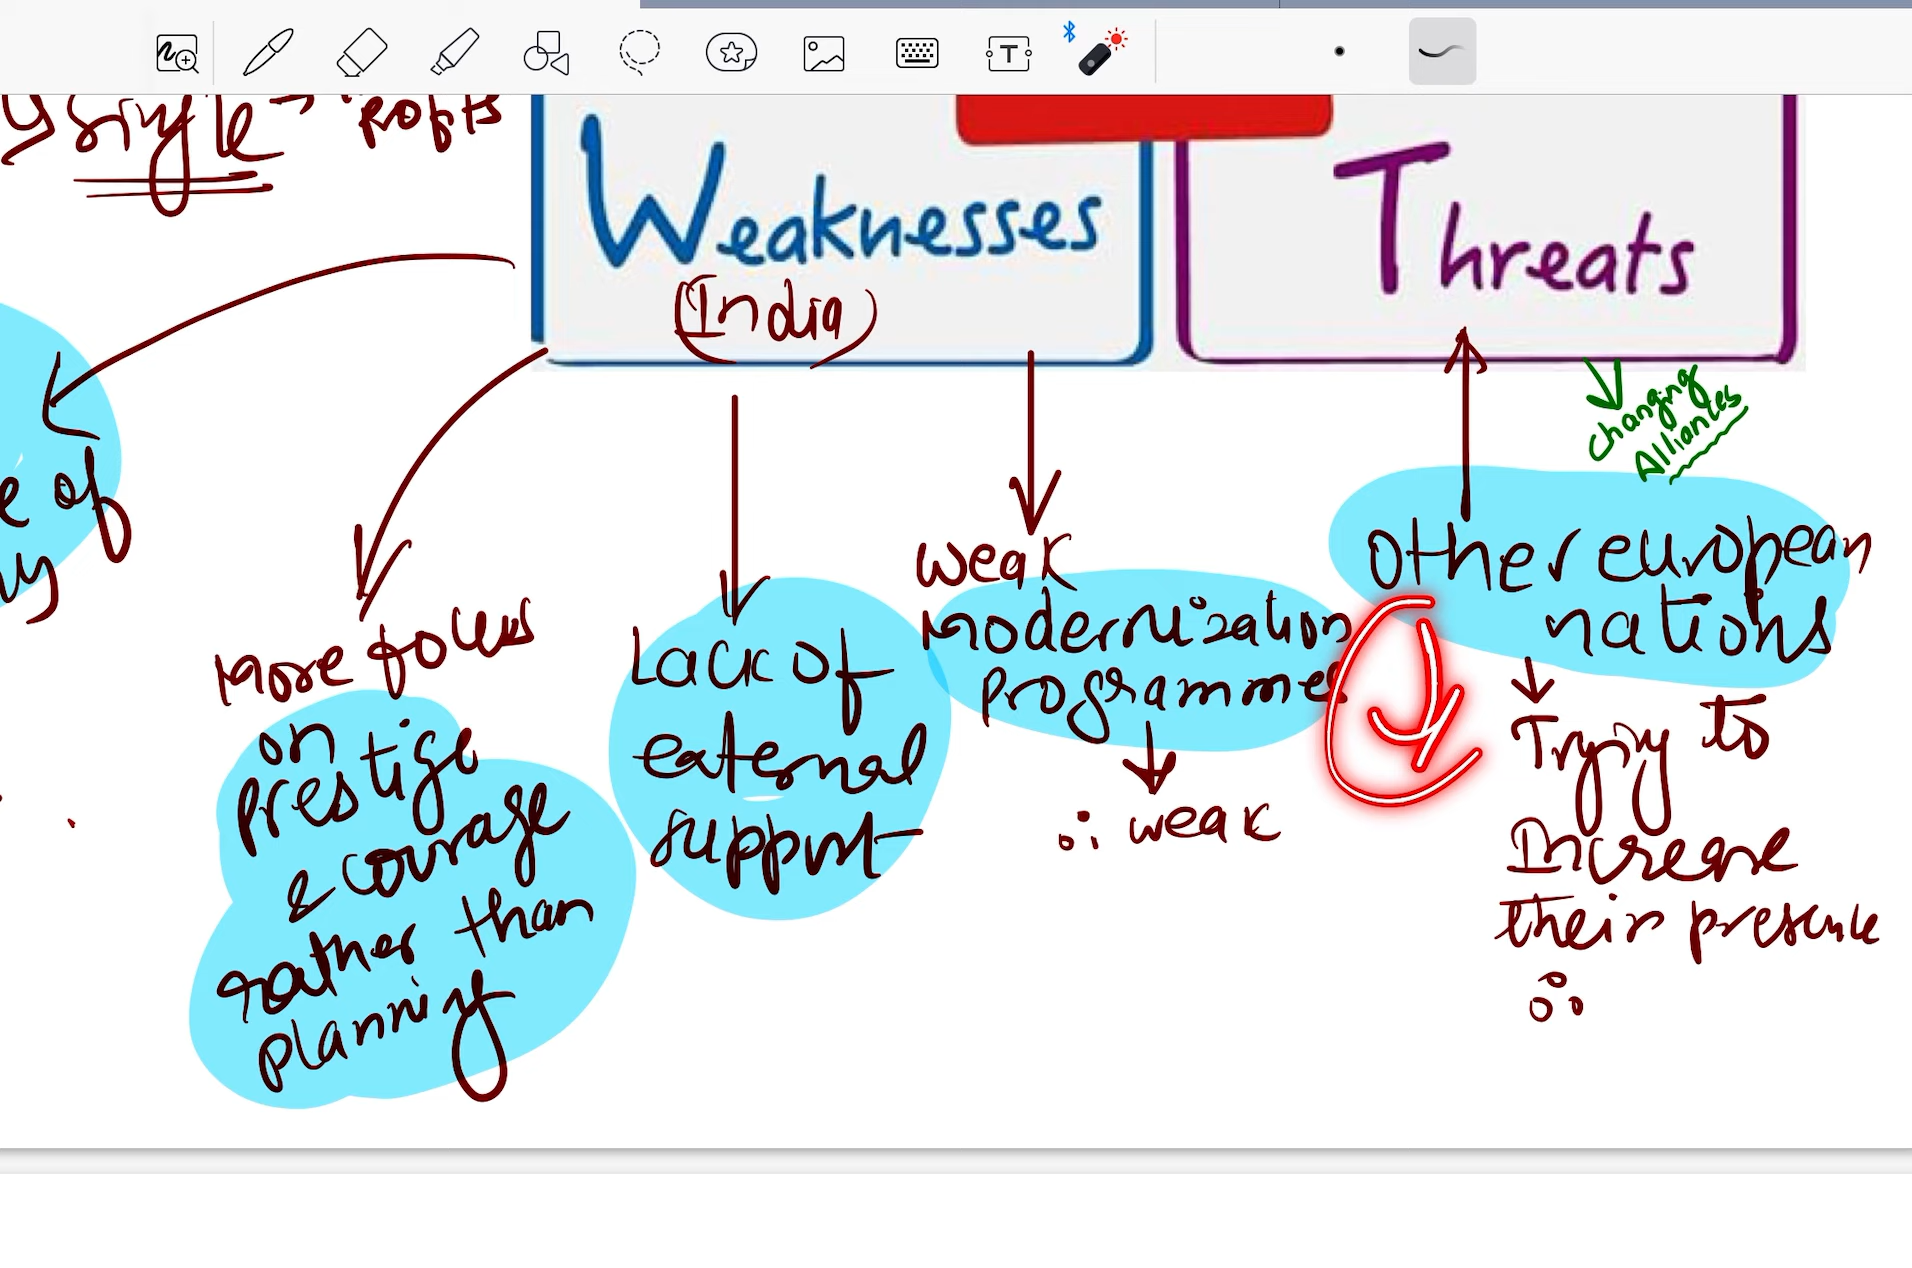 single → Profits
Weaknesses
(India)
Threats
Changing
Alliances
e of
y
More focus
on
Prestige
& courage
rather than
planning
Lack of
external
support
Weak
Modernization
Programmes
∴ weak
Other european
nations
Trying to
Increase
their presence